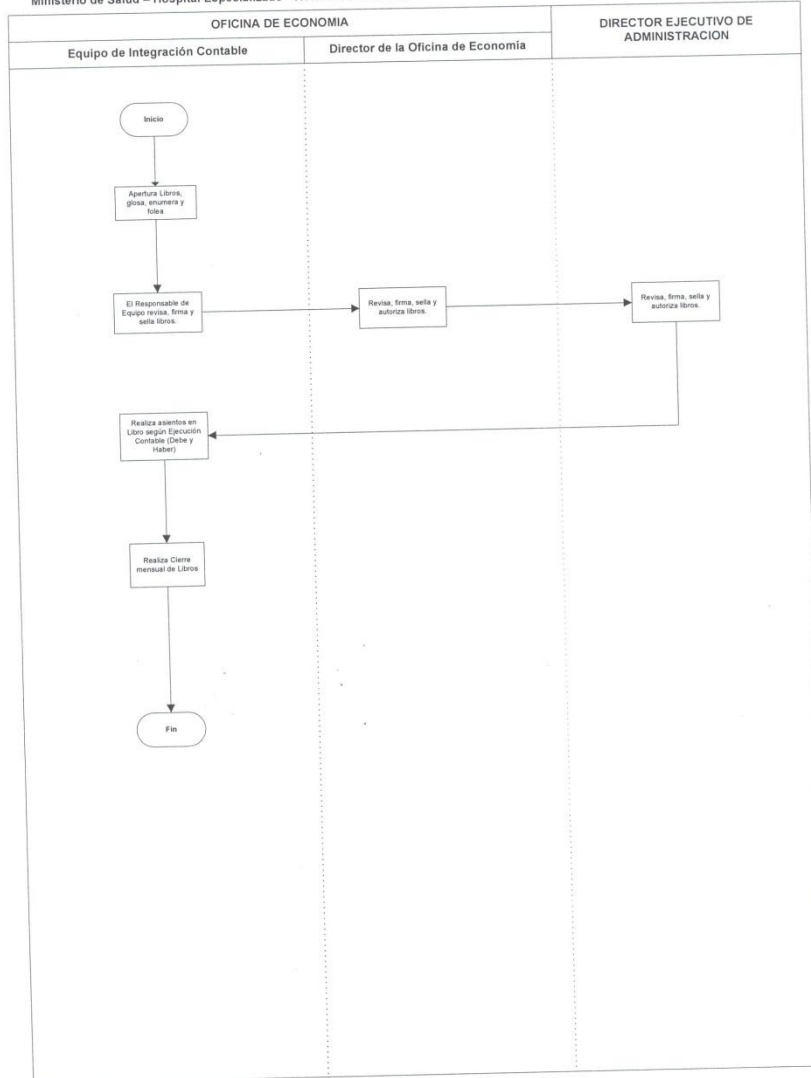 Ministerio de Salud – Hospital Especializado
OFICINA DE ECONOMIA
DIRECTOR EJECUTIVO DE
ADMINISTRACION
Equipo de Integración Contable
Director de la Oficina de Economía
Inicio
Apertura Libros,
glosa, enumera y
folea
El Responsable de
Equipo revisa, firma y
sella libros.
Revisa, firma, sella y
autoriza libros.
Revisa, firma, sella y
autoriza libros.
Realiza asientos en
Libro según Ejecución
Contable (Debe y
Haber)
Realiza Cierre
mensual de Libros
Fin